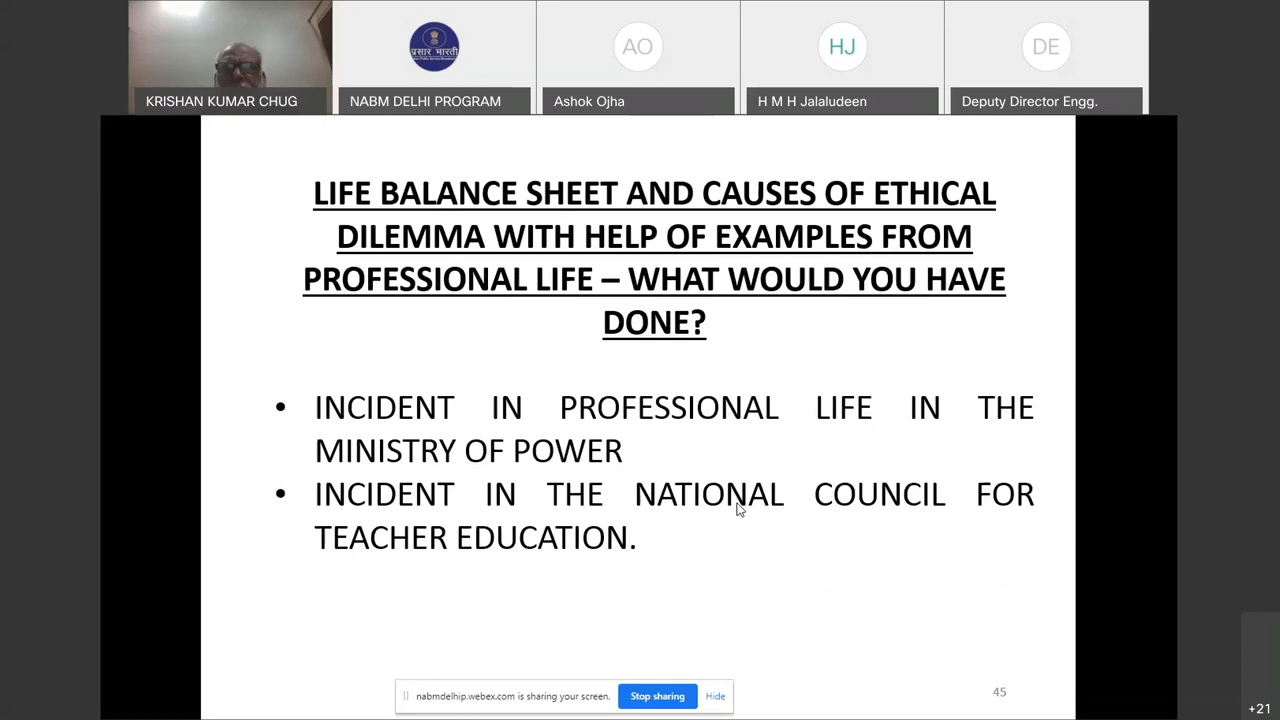 KRISHAN KUMAR CHUG
प्रसार भारती
NABM DELHI PROGRAM
AO
Ashok Ojha
HJ
H M H Jalaludeen
DE
Deputy Director Engg.
LIFE BALANCE SHEET AND CAUSES OF ETHICAL
DILEMMA WITH HELP OF EXAMPLES FROM
PROFESSIONAL LIFE – WHAT WOULD YOU HAVE
DONE?
• INCIDENT IN PROFESSIONAL LIFE IN THE
MINISTRY OF POWER
• INCIDENT IN THE NATIONAL COUNCIL FOR
TEACHER EDUCATION.
nabmdelhip.webex.com is sharing your screen. Stop sharing Hide
45
+21